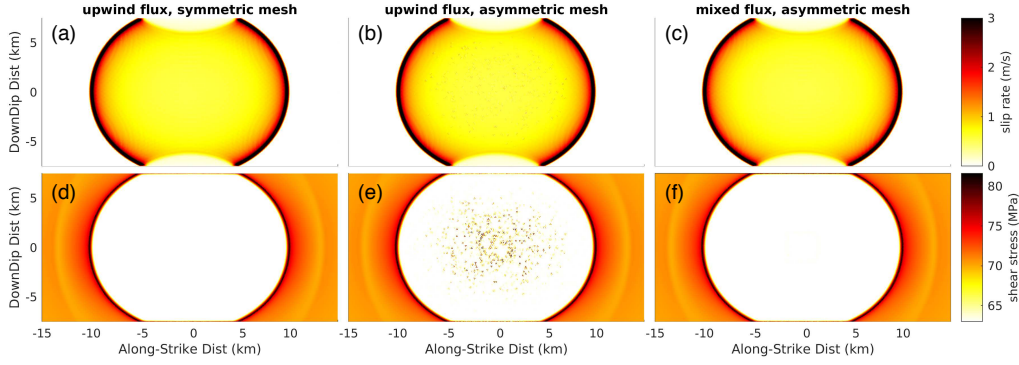 upwind flux, symmetric mesh
upwind flux, asymmetric mesh
mixed flux, asymmetric mesh
(a)
(b)
(c)
DownDip Dist (km)
5
0
-5
3
2
1
0
slip rate (m/s)
(d)
(e)
(f)
DownDip Dist (km)
5
0
-5
80
75
70
65
shear stress (MPa)
-15 -10 -5 0 5 10
-15 -10 -5 0 5 10
-15 -10 -5 0 5 10
Along-Strike Dist (km)
Along-Strike Dist (km)
Along-Strike Dist (km)